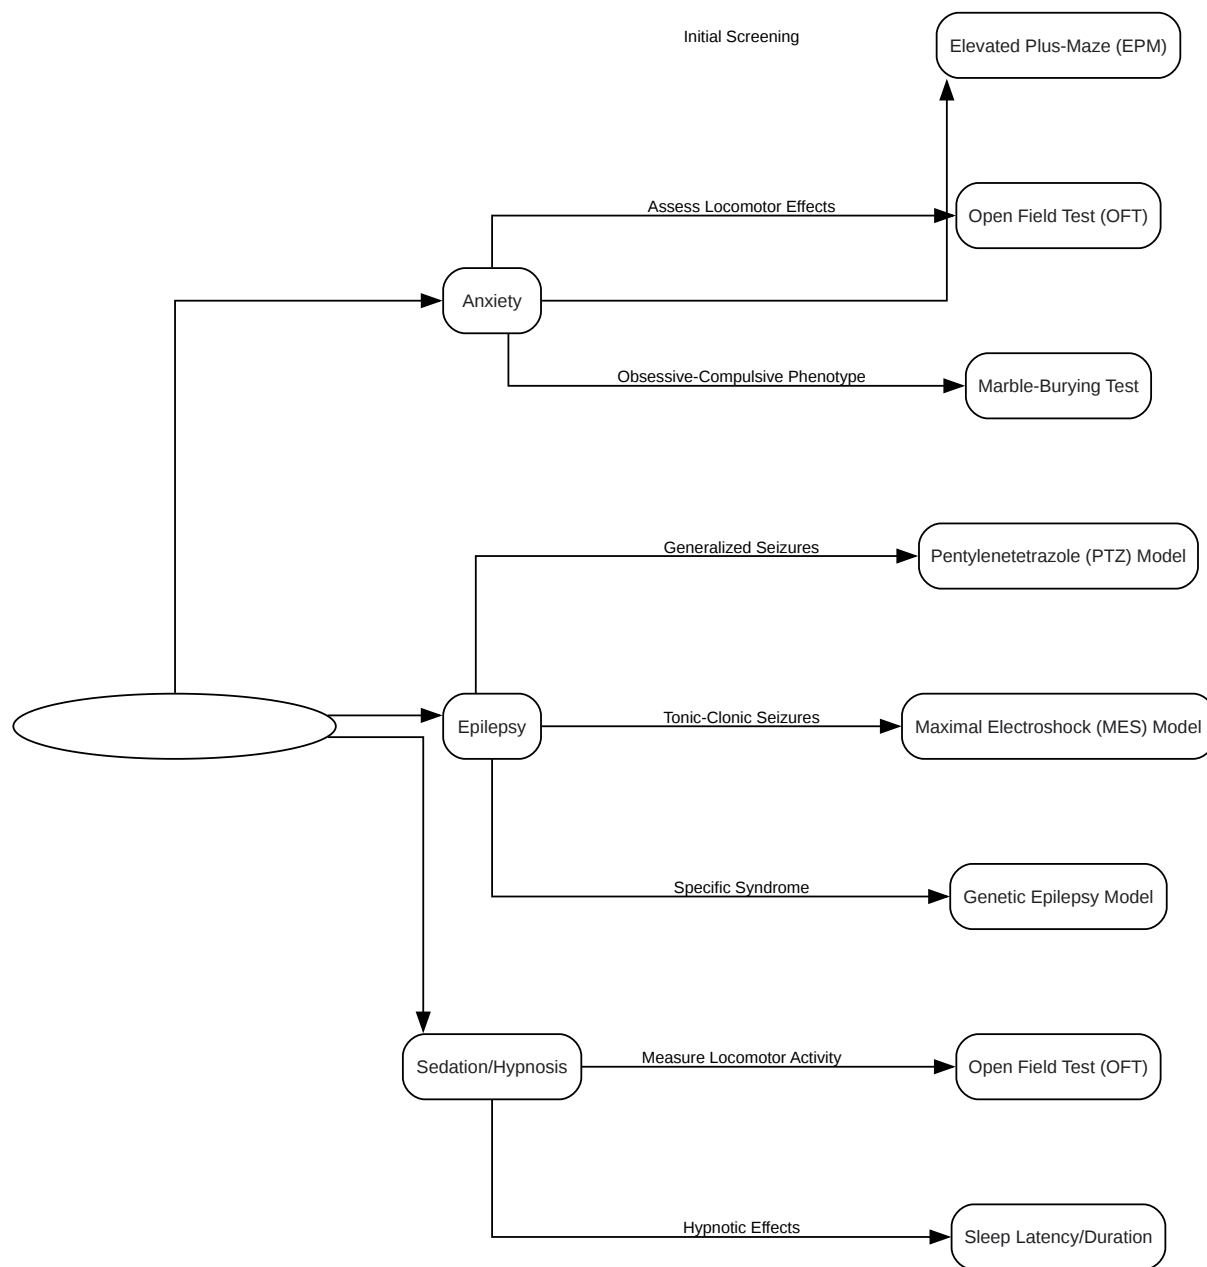 Initial Screening
Elevated Plus-Maze (EPM)
Assess Locomotor Effects
Open Field Test (OFT)
Anxiety
Obsessive-Compulsive Phenotype
Marble-Burying Test
Generalized Seizures
Pentylenetetrazole (PTZ) Model
Epilepsy
Tonic-Clonic Seizures
Maximal Electroshock (MES) Model
Specific Syndrome
Genetic Epilepsy Model
Sedation/Hypnosis
Measure Locomotor Activity
Open Field Test (OFT)
Hypnotic Effects
Sleep Latency/Duration